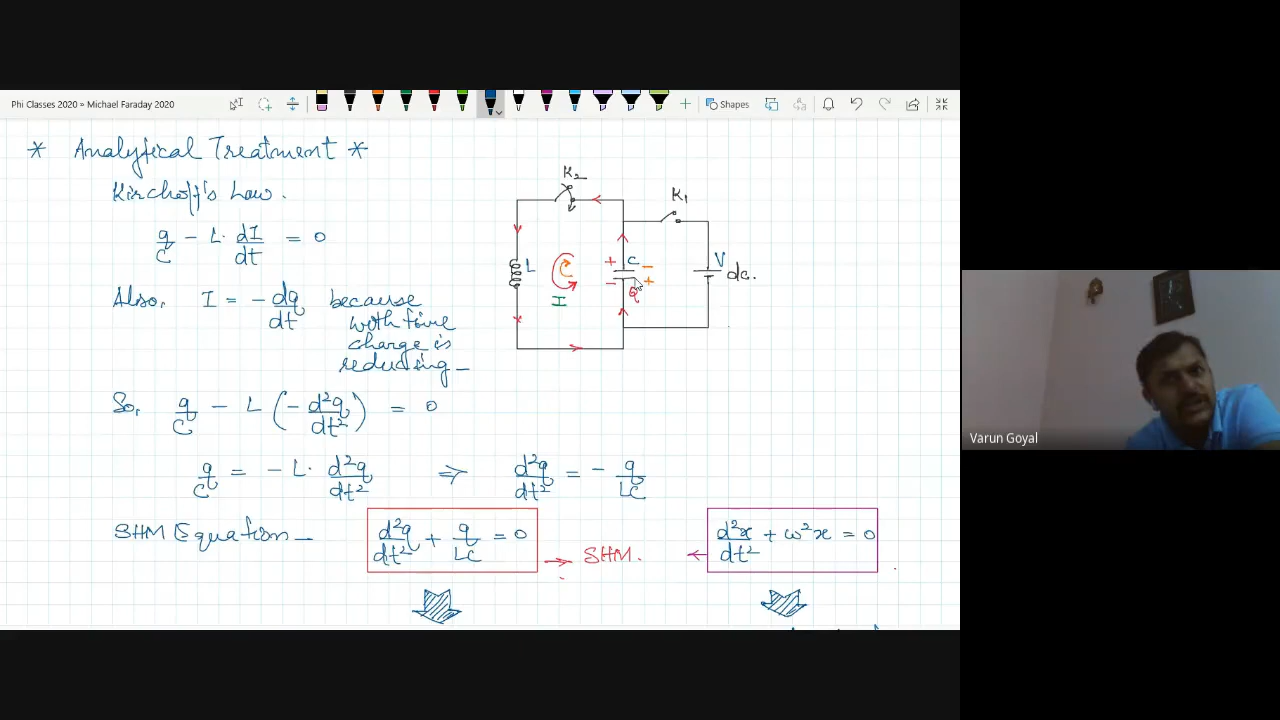 Phi Classes 2020 » Michael Faraday 2020
Shapes
* Analytical Treatment *
Kirchoff's Law.
q/C - L. dI/dt = 0
Also, I = - dq/dt because
with time
charge is
reducing -
So, q/C - L (- d²q/dt²) = 0
q/C = - L. d²q/dt² ⇒ d²q/dt² = - q/LC
SHM Equation -
d²q/dt² + q/LC = 0
→ SHM.
← d²x/dt² + ω²x = 0
K₂
K₁
L
I
+ C -
- Q +
V
dc.
Varun Goyal